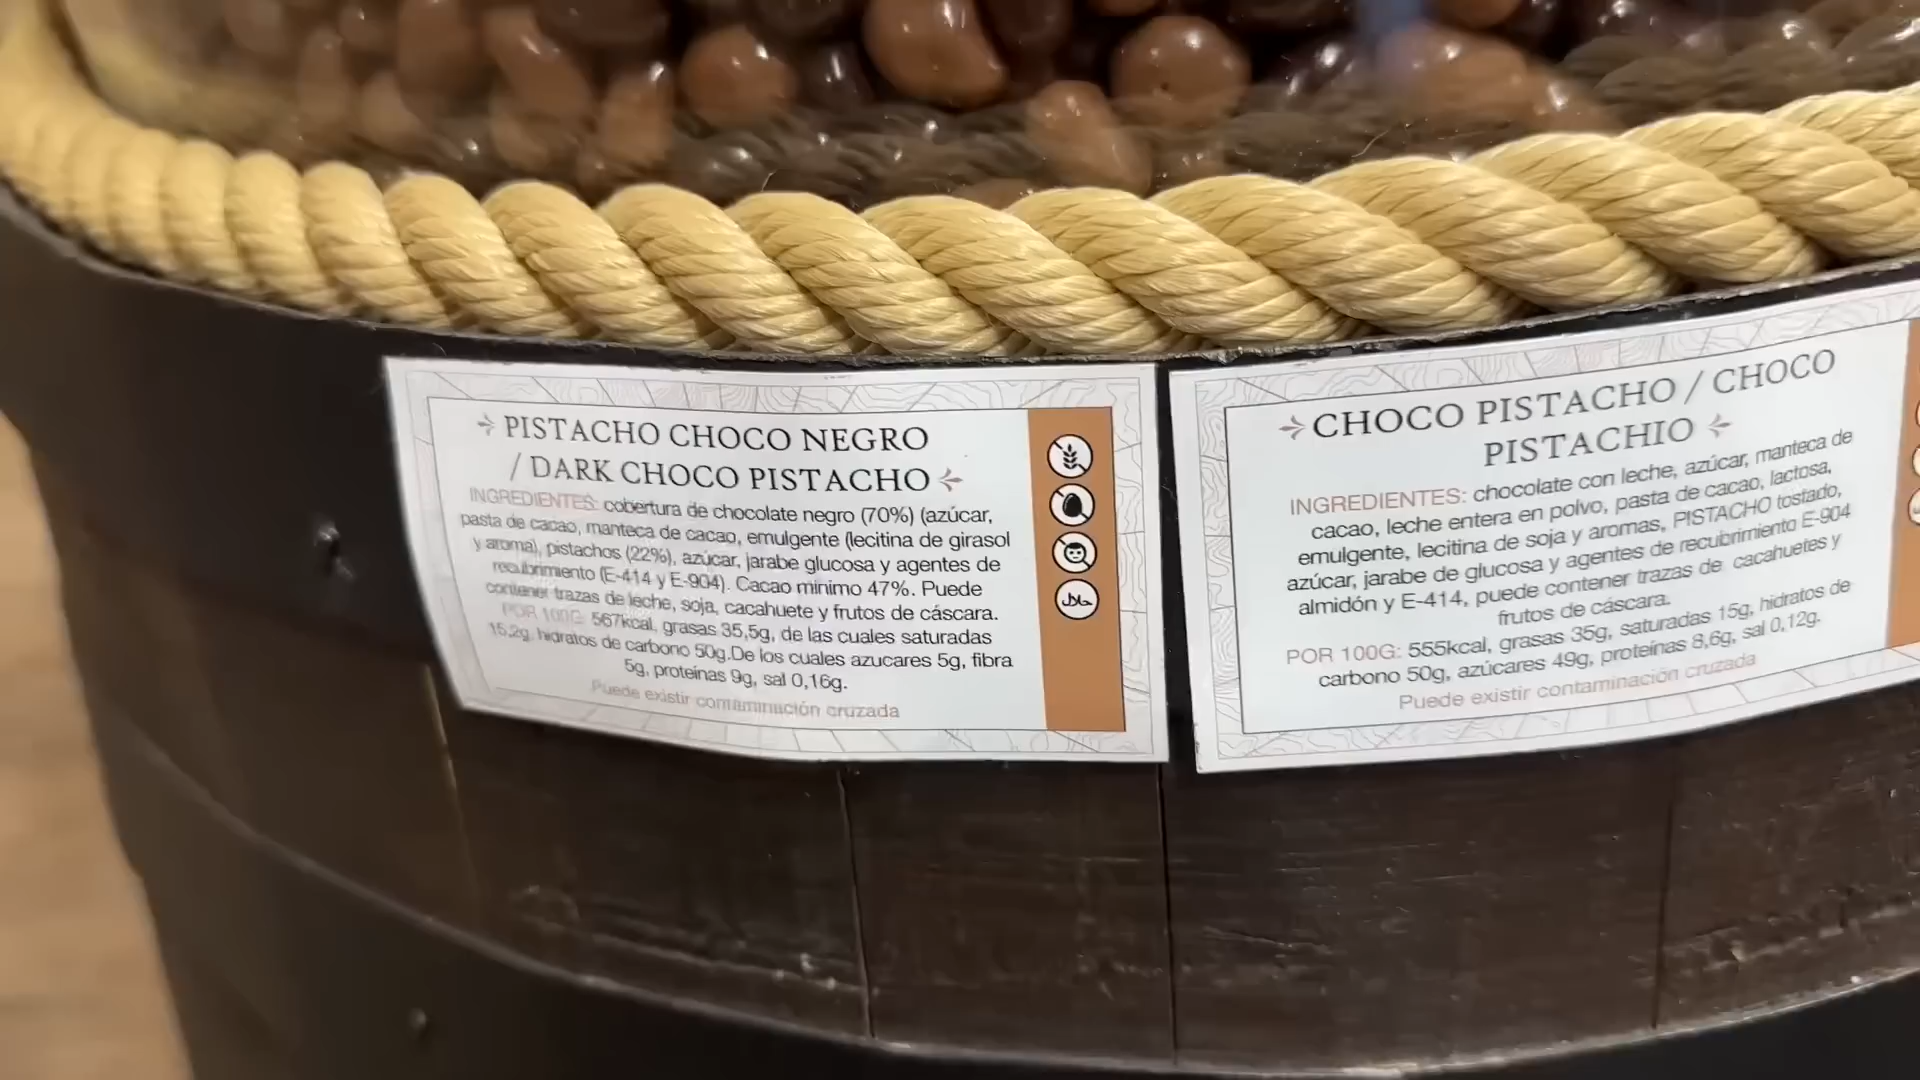 PISTACHO CHOCO NEGRO
/ DARK CHOCO PISTACHO
INGREDIENTES: cobertura de chocolate negro (70%) (azúcar,
pasta de cacao, manteca de cacao, emulgente (lecitina de girasol
y aroma), pistachos (22%), azúcar, jarabe glucosa y agentes de
recubrimiento (E-414 y E-904). Cacao mínimo 47%. Puede
contener trazas de leche, soja, cacahuete y frutos de cáscara.
POR 100G: 567kcal, grasas 35,5g, de las cuales saturadas
15,2g, hidratos de carbono 50g.De los cuales azucares 5g, fibra
5g, proteínas 9g, sal 0,16g.
Puede existir contaminación cruzada
CHOCO PISTACHO / CHOCO
PISTACHIO
INGREDIENTES: chocolate con leche, azúcar, manteca de
cacao, leche entera en polvo, pasta de cacao, lactosa,
emulgente, lecitina de soja y aromas, PISTACHO tostado,
azúcar, jarabe de glucosa y agentes de recubrimiento E-904
almidón y E-414, puede contener trazas de cacahuetes y
frutos de cáscara.
POR 100G: 555kcal, grasas 35g, saturadas 15g, hidratos de
carbono 50g, azúcares 49g, proteínas 8,6g, sal 0,12g.
Puede existir contaminación cruzada